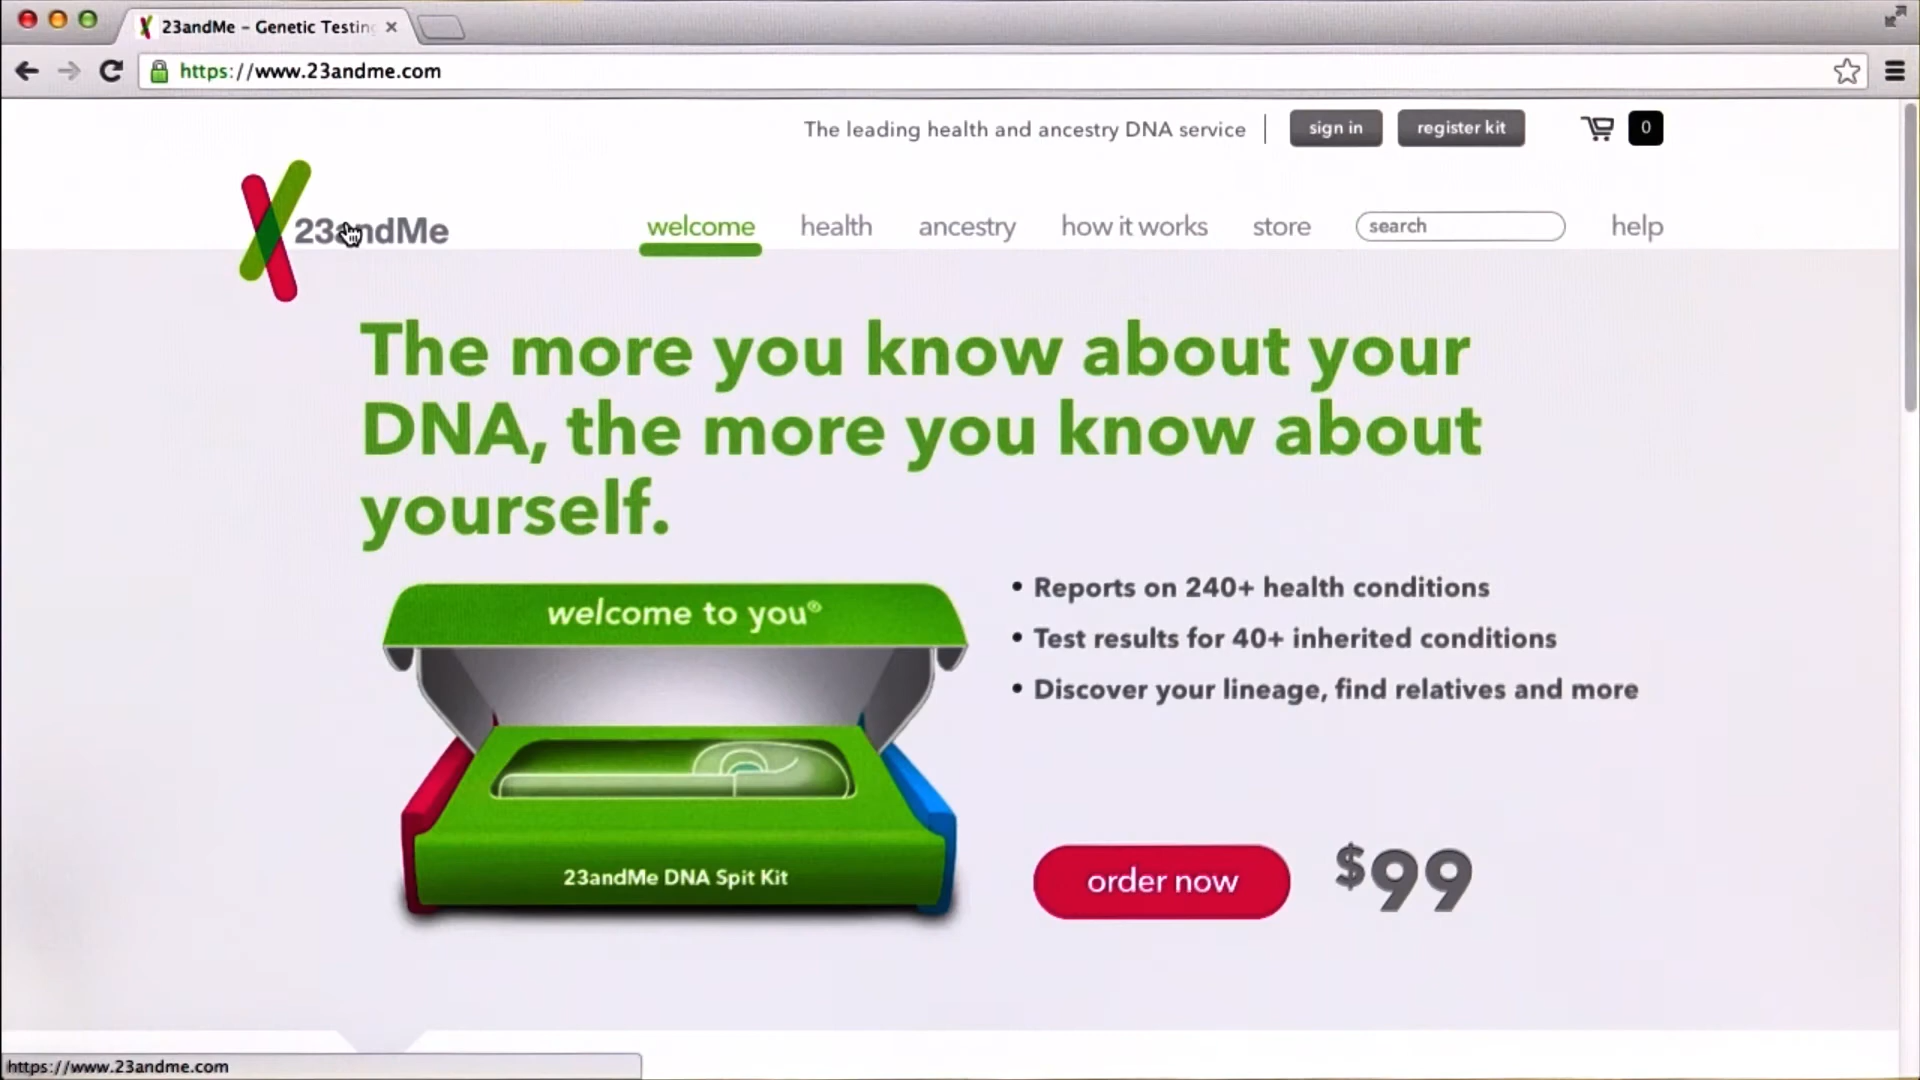 23andMe - Genetic Testing
https://www.23andme.com
The leading health and ancestry DNA service
sign in
register kit
0
23andMe
welcome
health
ancestry
how it works
store
search
help
The more you know about your
DNA, the more you know about
yourself.
welcome to you®
23andMe DNA Spit Kit
• Reports on 240+ health conditions
• Test results for 40+ inherited conditions
• Discover your lineage, find relatives and more
order now
$99
https://www.23andme.com